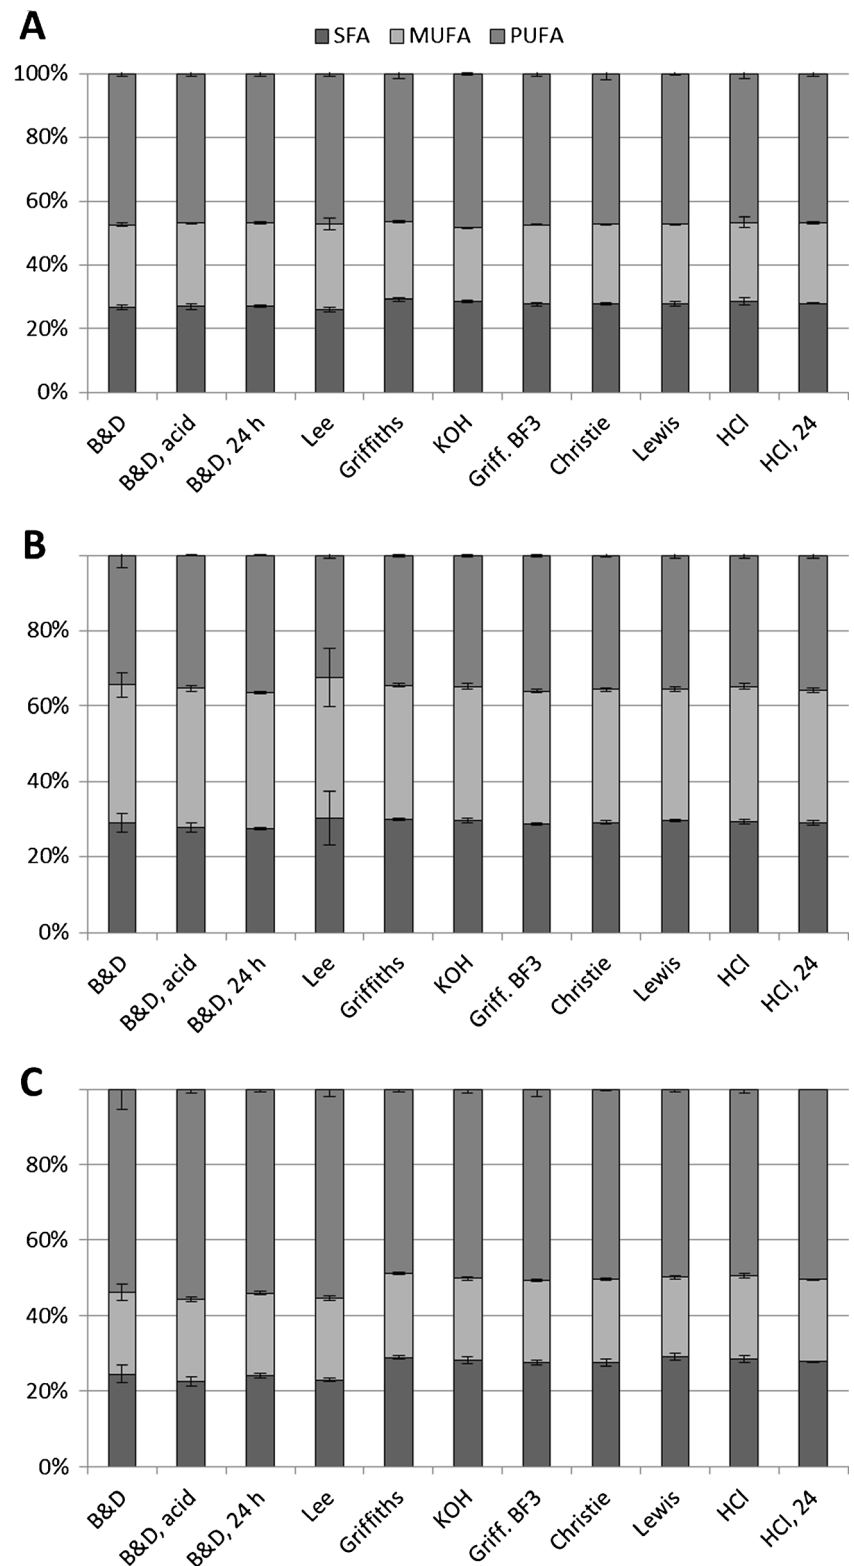 A
SFA MUFA PUFA
100%
80%
60%
40%
20%
0%
B&D B&D, acid B&D, 24 h Lee Griffiths KOH Griff. BF3 Christie Lewis HCl HCl, 24
B
80%
60%
40%
20%
0%
B&D B&D, acid B&D, 24 h Lee Griffiths KOH Griff. BF3 Christie Lewis HCl HCl, 24
C
80%
60%
40%
20%
0%
B&D B&D, acid B&D, 24 h Lee Griffiths KOH Griff. BF3 Christie Lewis HCl HCl, 24